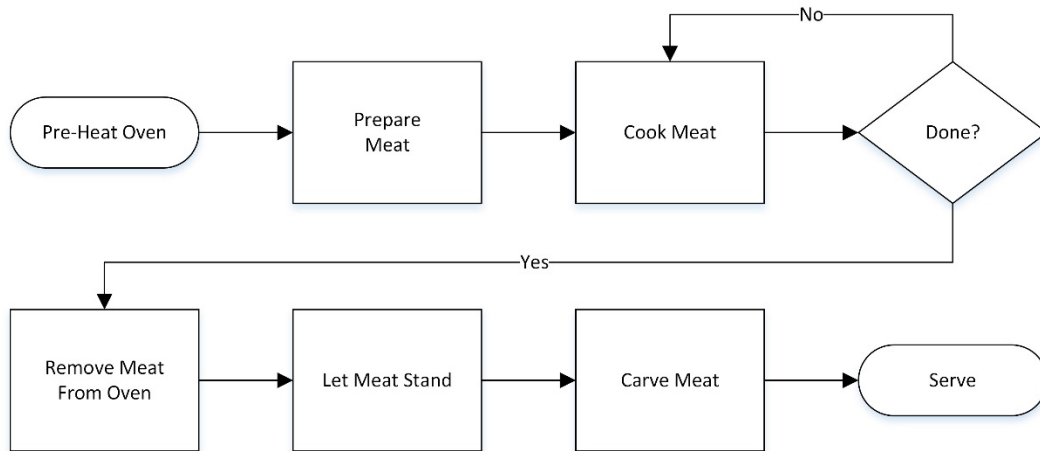 No
Pre-Heat Oven
Prepare
Meat
Cook Meat
Done?
Yes
Remove Meat
From Oven
Let Meat Stand
Carve Meat
Serve